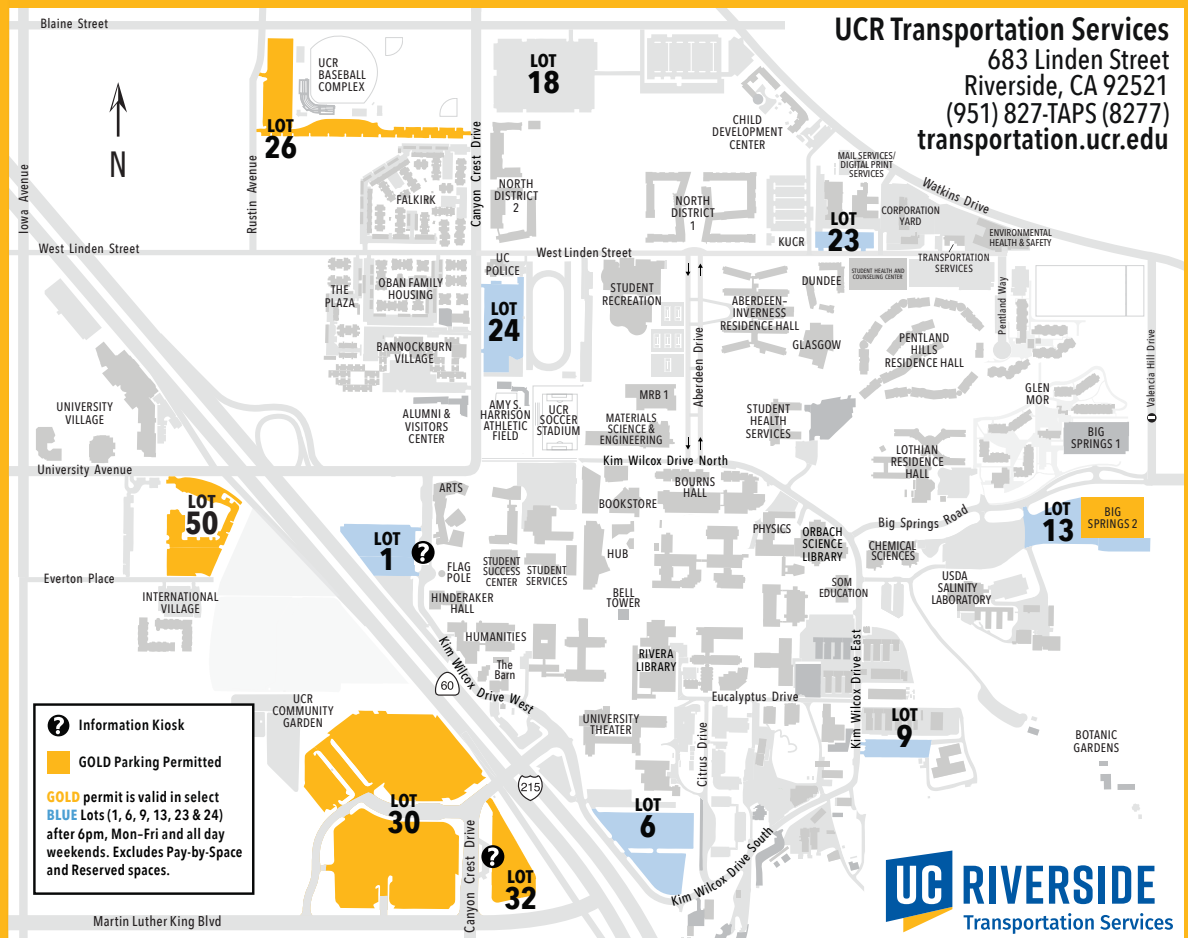 UCR Transportation Services
683 Linden Street
Riverside, CA 92521
(951) 827-TAPS (8277)
transportation.ucr.edu
Blaine Street
UCR
BASEBALL
COMPLEX
LOT
18
LOT
26
N
CHILD
DEVELOPMENT
CENTER
MAIL SERVICES/
DIGITAL PRINT
SERVICES
Watkins Drive
Iowa Avenue
Rustin Avenue
Canyon Crest Drive
FALKIRK
NORTH
DISTRICT
2
NORTH
DISTRICT
1
LOT
23
KUCR
CORPORATION
YARD
ENVIRONMENTAL
HEALTH & SAFETY
TRANSPORTATION
SERVICES
West Linden Street
West Linden Street
UC
POLICE
THE
PLAZA
OBAN FAMILY
HOUSING
LOT
24
STUDENT
RECREATION
ABERDEEN–
INVERNESS
RESIDENCE HALL
DUNDEE
STUDENT HEALTH AND
COUNSELING CENTER
Pentland Way
Valencia Hill Drive
GLASGOW
PENTLAND
HILLS
RESIDENCE HALL
BANNOCKBURN
VILLAGE
Aberdeen Drive
GLEN
MOR
UNIVERSITY
VILLAGE
ALUMNI &
VISITORS
CENTER
AMY S.
HARRISON
ATHLETIC
FIELD
UCR
SOCCER
STADIUM
MRB 1
MATERIALS
SCIENCE &
ENGINEERING
STUDENT
HEALTH
SERVICES
BIG
SPRINGS 1
LOTHIAN
RESIDENCE
HALL
University Avenue
Kim Wilcox Drive North
LOT
50
ARTS
BOOKSTORE
BOURNS
HALL
PHYSICS
ORBACH
SCIENCE
LIBRARY
Big Springs Road
LOT
13
BIG
SPRINGS 2
LOT
1
?
FLAG
POLE
STUDENT
SUCCESS
CENTER
STUDENT
SERVICES
HUB
CHEMICAL
SCIENCES
Everton Place
INTERNATIONAL
VILLAGE
HINDERAKER
HALL
BELL
TOWER
SOM
EDUCATION
USDA
SALINITY
LABORATORY
HUMANITIES
The
Barn
RIVERA
LIBRARY
Kim Wilcox Drive West
60
Kim Wilcox Drive East
Eucalyptus Drive
UCR
COMMUNITY
GARDEN
UNIVERSITY
THEATER
Citrus Drive
LOT
9
BOTANIC
GARDENS
? Information Kiosk
GOLD Parking Permitted
GOLD permit is valid in select
BLUE Lots (1, 6, 9, 13, 23 & 24)
after 6pm, Mon–Fri and all day
weekends. Excludes Pay-by-Space
and Reserved spaces.
215
LOT
30
LOT
6
?
LOT
32
Canyon Crest Drive
Kim Wilcox Drive South
Martin Luther King Blvd
UC RIVERSIDE
Transportation Services